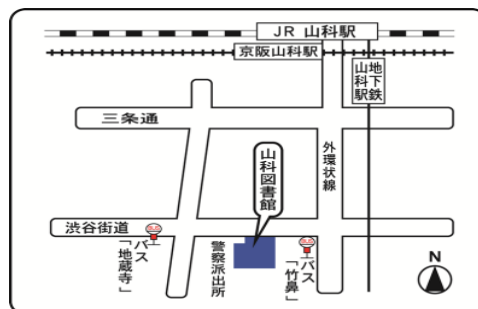 JR 山科駅
京阪山科駅
地下鉄
山科駅
三条通
外環状線
山科図書館
渋谷街道
バス
「地蔵寺」
警察派出所
バス
「竹鼻」
N